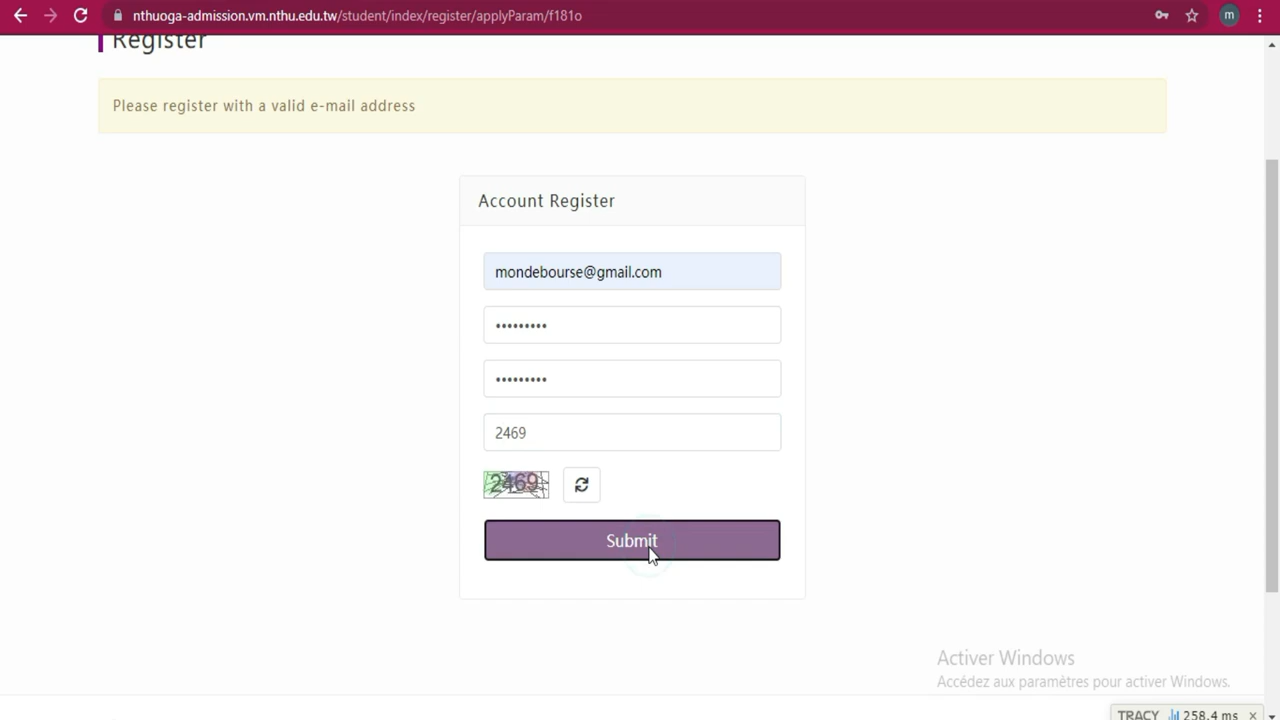 nthuoga-admission.vm.nthu.edu.tw/student/index/register/applyParam/f181o
m
Register
Please register with a valid e-mail address
Account Register
mondebourse@gmail.com
•••••••••
•••••••••
2469
2469
Submit
Activer Windows
Accédez aux paramètres pour activer Windows.
TRACY 258.4 ms ×